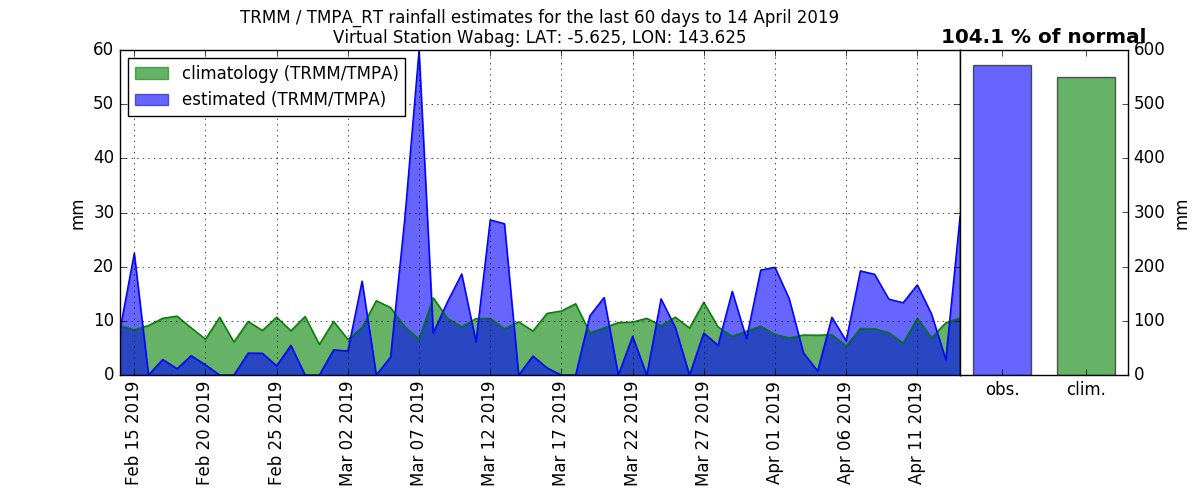 TRMM / TMPA_RT rainfall estimates for the last 60 days to 14 April 2019
Virtual Station Wabag: LAT: -5.625, LON: 143.625
104.1 % of normal
climatology (TRMM/TMPA)
estimated (TRMM/TMPA)
60
50
40
30
20
10
0
mm
Feb 15 2019
Feb 20 2019
Feb 25 2019
Mar 02 2019
Mar 07 2019
Mar 12 2019
Mar 17 2019
Mar 22 2019
Mar 27 2019
Apr 01 2019
Apr 06 2019
Apr 11 2019
600
500
400
300
200
100
0
mm
obs.
clim.